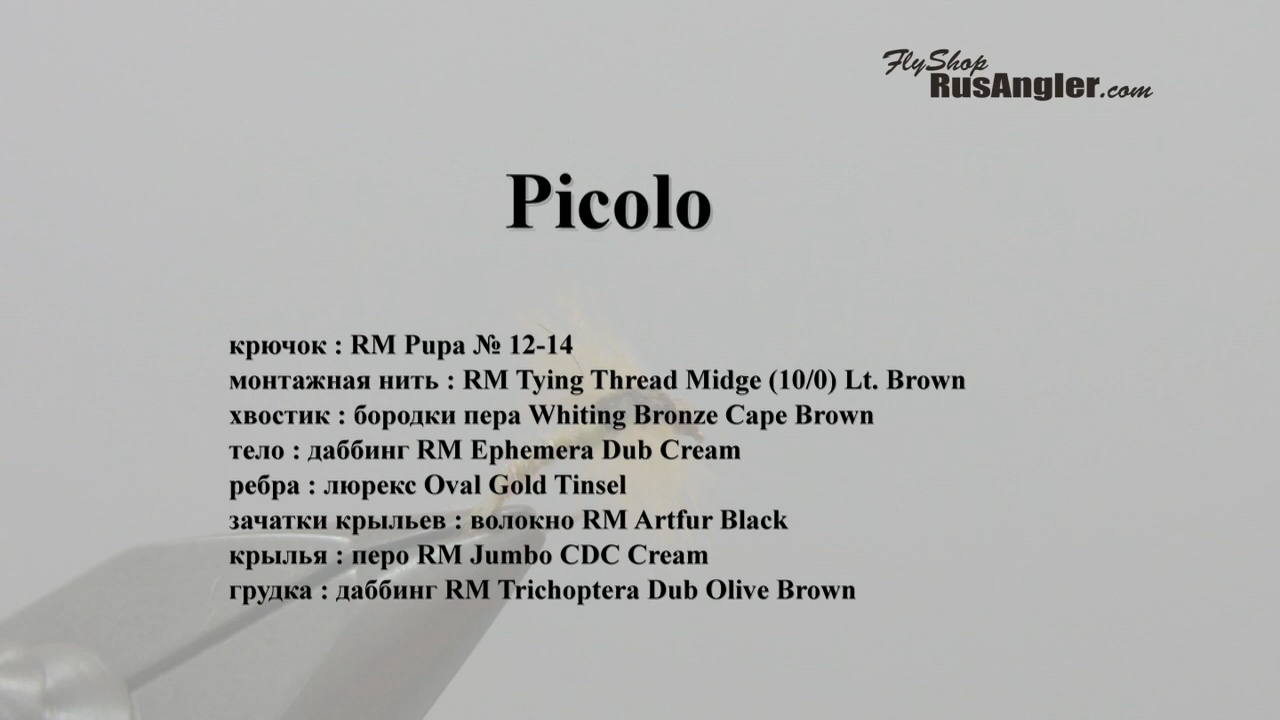 FlyShop
RusAngler.com
Picolo
крючок : RM Pupa № 12-14
монтажная нить : RM Tying Thread Midge (10/0) Lt. Brown
хвостик : бородки пера Whiting Bronze Cape Brown
тело : даббинг RM Ephemera Dub Cream
ребра : люрекс Oval Gold Tinsel
зачатки крыльев : волокно RM Artfur Black
крылья : перо RM Jumbo CDC Cream
грудка : даббинг RM Trichoptera Dub Olive Brown